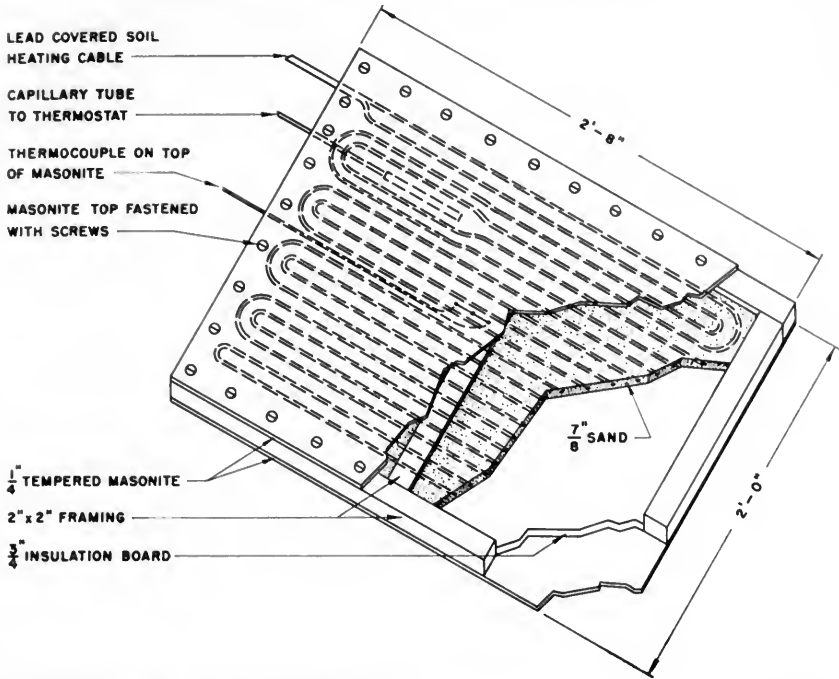 LEAD COVERED SOIL
HEATING CABLE
CAPILLARY TUBE
TO THERMOSTAT
THERMOCOUPLE ON TOP
OF MASONITE
MASONITE TOP FASTENED
WITH SCREWS
2'-8"
7/8" SAND
2'-0"
1/4" TEMPERED MASONITE
2" x 2" FRAMING
3/4" INSULATION BOARD